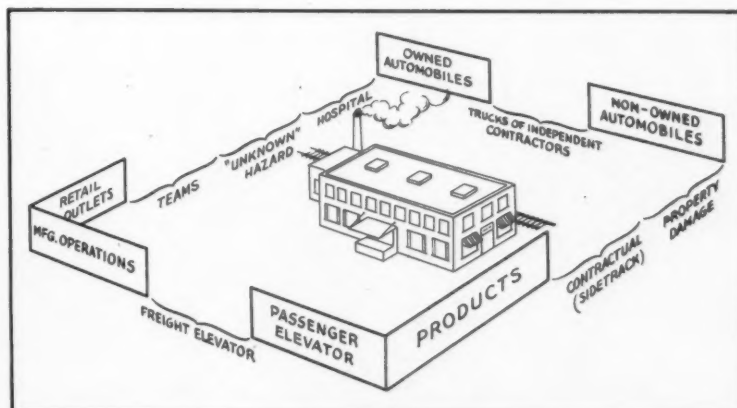 OWNED
AUTOMOBILES
NON-OWNED
AUTOMOBILES
HOSPITAL
TRUCKS OF INDEPENDENT
CONTRACTORS
"UNKNOWN"
HAZARD
TEAMS
RETAIL
OUTLETS
MFG. OPERATIONS
PROPERTY
DAMAGE
CONTRACTUAL
(SIDETRACK)
PRODUCTS
PASSENGER
ELEVATOR
FREIGHT ELEVATOR